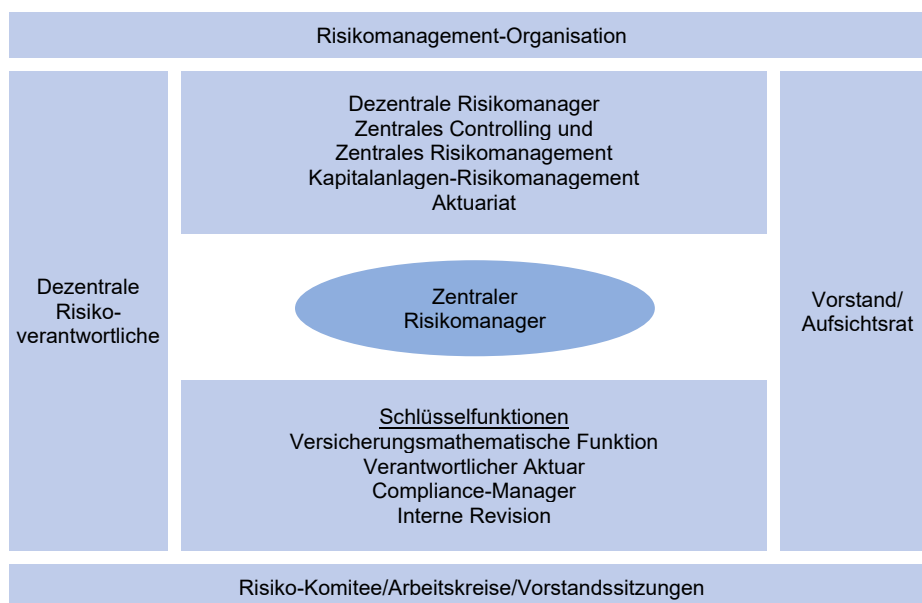 Risikomanagement-Organisation
Dezentrale
Risiko-
verantwortliche
Dezentrale Risikomanager
Zentrales Controlling und
Zentrales Risikomanagement
Kapitalanlagen-Risikomanagement
Aktuariat
Zentraler
Risikomanager
Schlüsselfunktionen
Versicherungsmathematische Funktion
Verantwortlicher Aktuar
Compliance-Manager
Interne Revision
Vorstand/
Aufsichtsrat
Risiko-Komitee/Arbeitskreise/Vorstandssitzungen